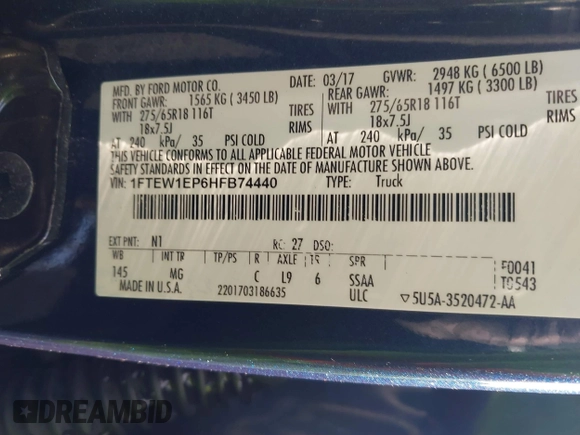 MFD. BY FORD MOTOR CO. DATE: 03/17 GVWR: 2948 KG ( 6500 LB)
FRONT GAWR: 1565 KG ( 3450 LB) REAR GAWR: 1497 KG ( 3300 LB)
WITH 275/65R18 116T TIRES WITH 275/65R18 116T TIRES
18x7.5J RIMS 18x7.5J RIMS
AT 240 kPa/ 35 PSI COLD AT 240 kPa/ 35 PSI COLD
THIS VEHICLE CONFORMS TO ALL APPLICABLE FEDERAL MOTOR VEHICLE
SAFETY STANDARDS IN EFFECT ON THE DATE OF MANUFACTURE SHOWN ABOVE.
VIN: 1FTEW1EP6HFB74440 TYPE: Truck
EXT PNT: N1 RC: 27 DSO:
WB INT TR TP/PS R AXLE TR SPR
145 MG C L9 6 SSAA
MADE IN U.S.A. 2201703186635 ULC
F0041
T0543
▽5U5A-3520472-AA
DREAMBID